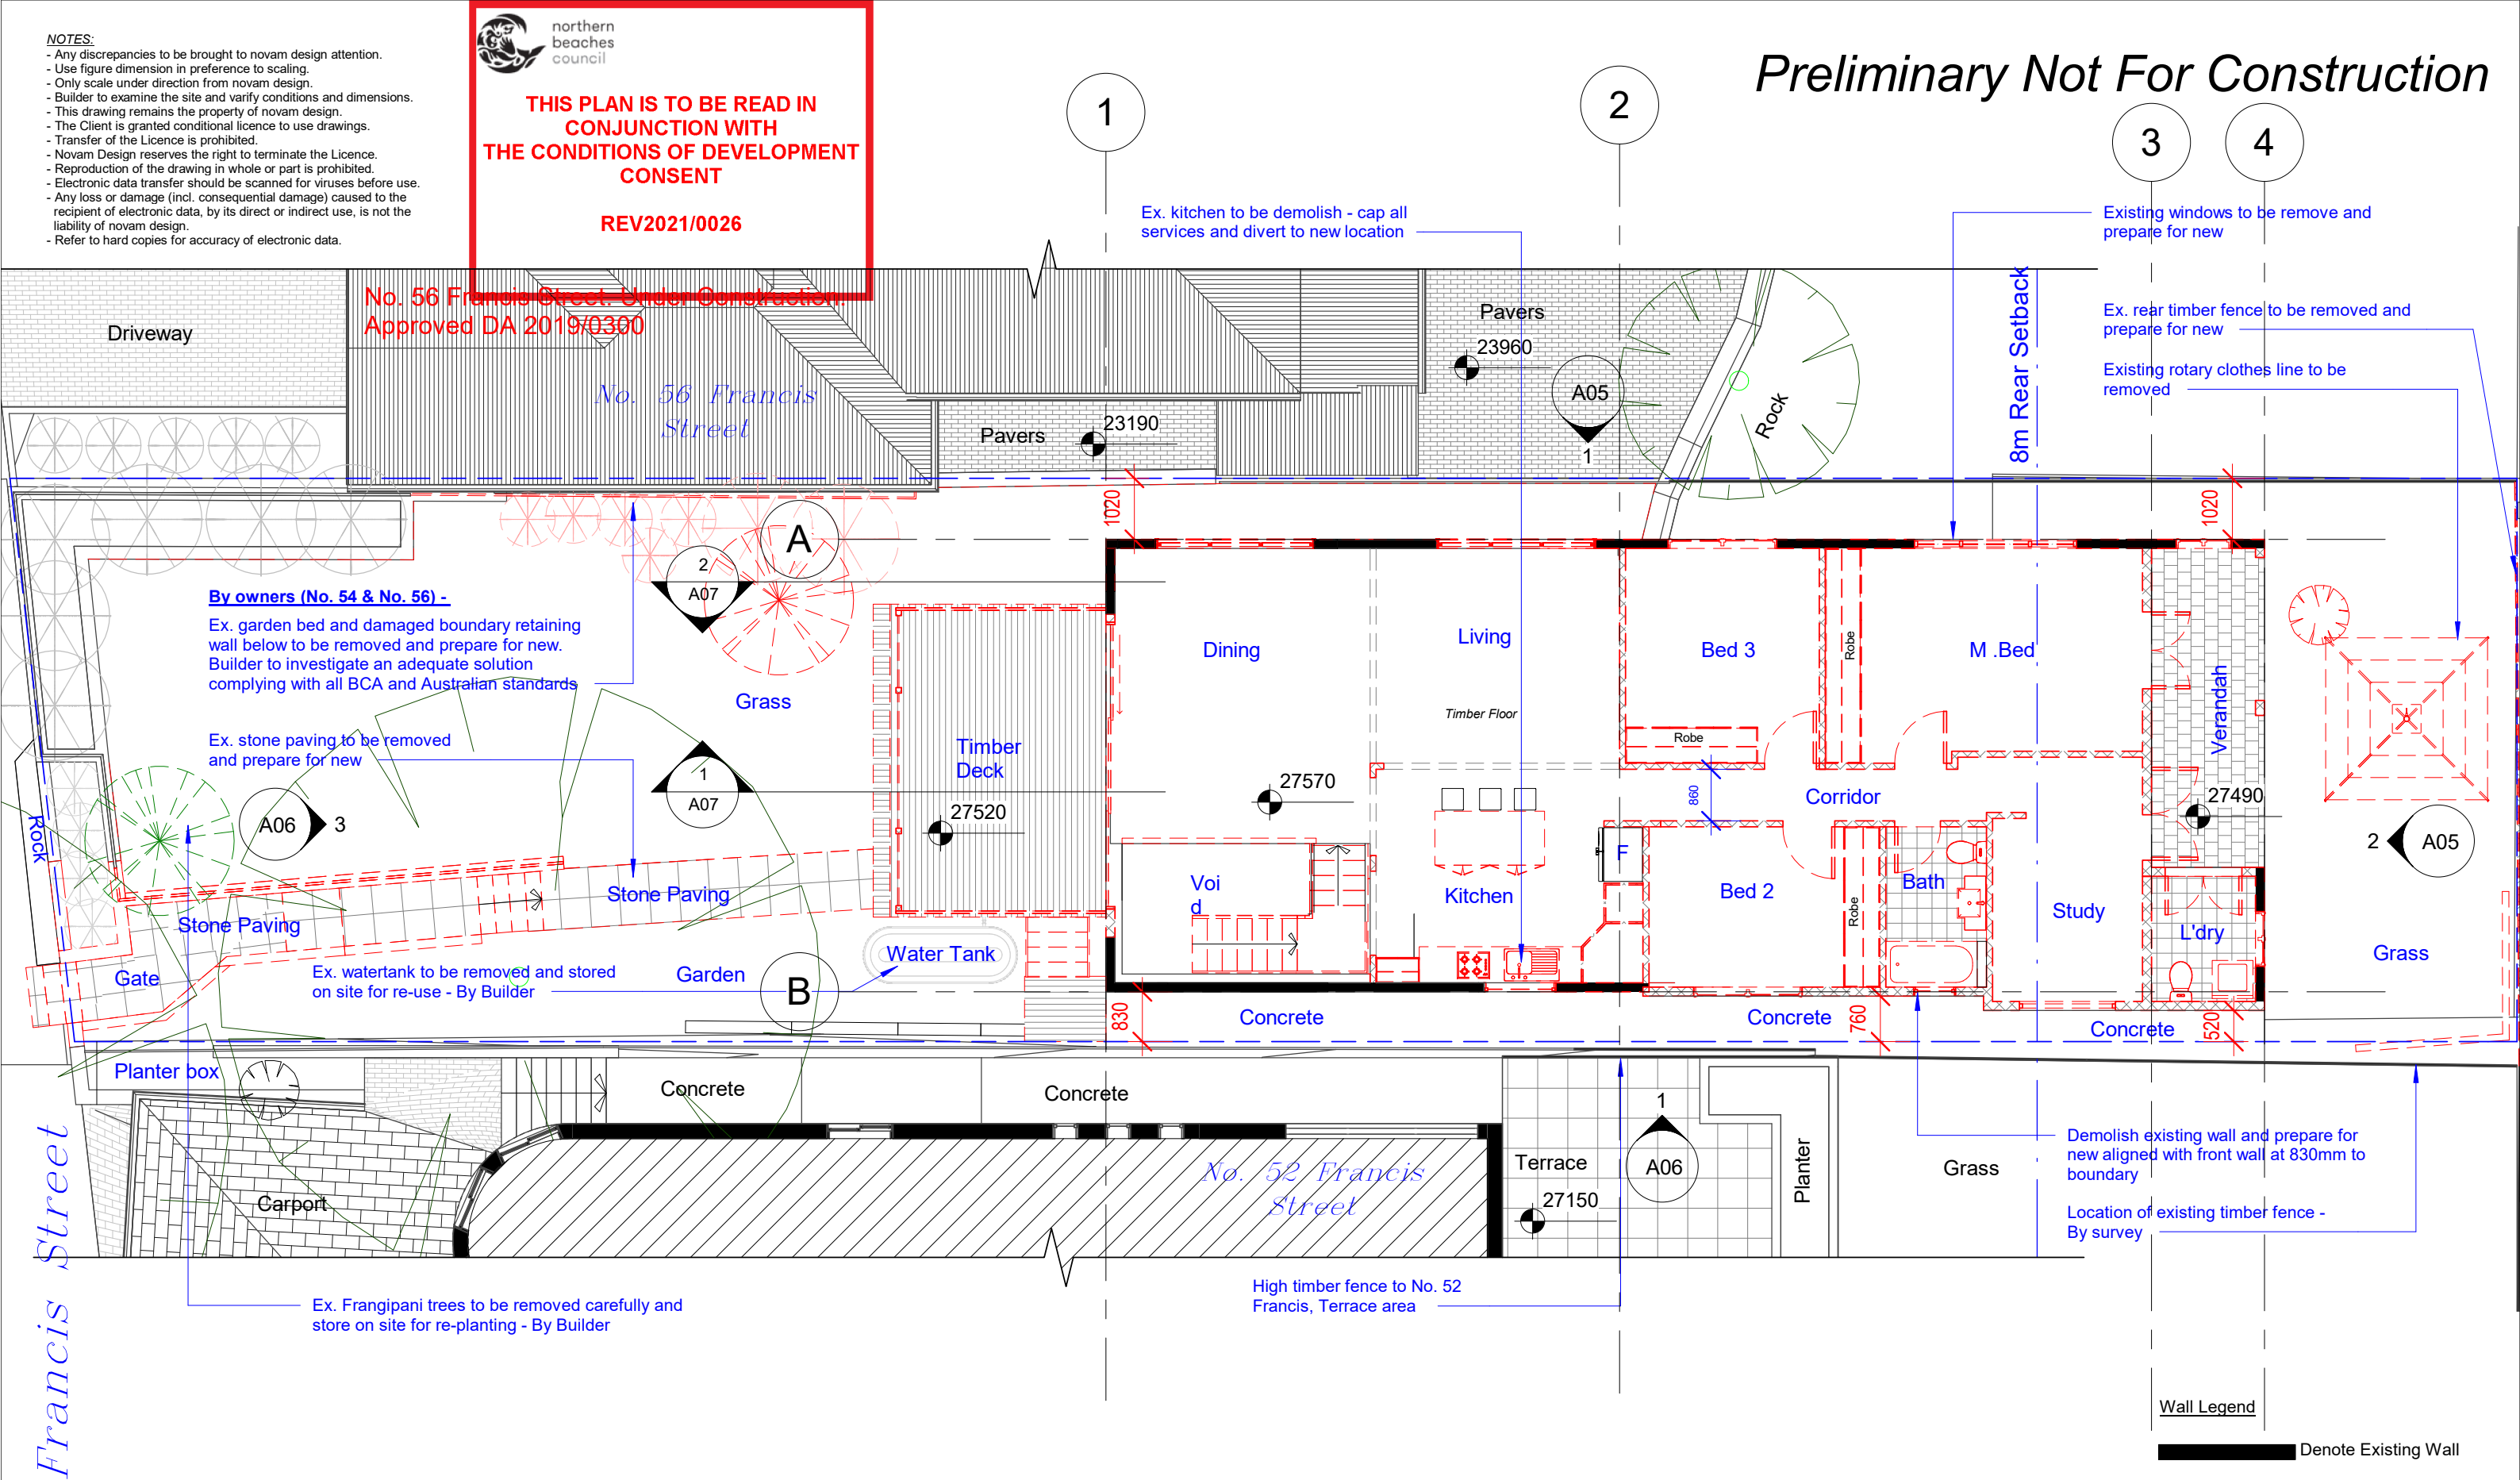 NOTES:
- Any discrepancies to be brought to novam design attention.
- Use figure dimension in preference to scaling.
- Only scale under direction from novam design.
- Builder to examine the site and varify conditions and dimensions.
- This drawing remains the property of novam design.
- The Client is granted conditional licence to use drawings.
- Transfer of the Licence is prohibited.
- Novam Design reserves the right to terminate the Licence.
- Reproduction of the drawing in whole or part is prohibited.
- Electronic data transfer should be scanned for viruses before use.
- Any loss or damage (incl. consequential damage) caused to the
recipient of electronic data, by its direct or indirect use, is not the
liability of novam design.
- Refer to hard copies for accuracy of electronic data.
northern
beaches
council
THIS PLAN IS TO BE READ IN
CONJUNCTION WITH
THE CONDITIONS OF DEVELOPMENT
CONSENT
REV2021/0026
Preliminary Not For Construction
1
2
3
4
Ex. kitchen to be demolish - cap all
services and divert to new location
Existing windows to be remove and
prepare for new
Ex. rear timber fence to be removed and
prepare for new
Existing rotary clothes line to be
removed
8m Rear Setback
No. 56 Francis Street. Under Construction.
Approved DA 2019/0300
Driveway
No. 56 Francis
Street
Pavers
23190
Pavers
23960
A05
1
Rock
1020
1020
A
2
A07
By owners (No. 54 & No. 56) -
Ex. garden bed and damaged boundary retaining
wall below to be removed and prepare for new.
Builder to investigate an adequate solution
complying with all BCA and Australian standards
Grass
Ex. stone paving to be removed
and prepare for new
1
A07
Timber
Deck
27520
Dining
Living
Timber Floor
27570
Bed 3
Robe
Robe
M .Bed
Verandah
27490
860
Corridor
A06
3
Rock
Stone Paving
Stone Paving
Gate
Voi
d
Kitchen
F
Bed 2
Robe
Bath
Study
L'dry
2
A05
Grass
Water Tank
Ex. watertank to be removed and stored
on site for re-use - By Builder
Garden
B
830
Concrete
Concrete
760
Concrete
520
Planter box
Concrete
Concrete
Carport
No. 52 Francis
Street
Terrace
27150
1
A06
Planter
Grass
Demolish existing wall and prepare for
new aligned with front wall at 830mm to
boundary
Location of existing timber fence -
By survey
High timber fence to No. 52
Francis, Terrace area
Ex. Frangipani trees to be removed carefully and
store on site for re-planting - By Builder
Francis Street
Wall Legend
Denote Existing Wall